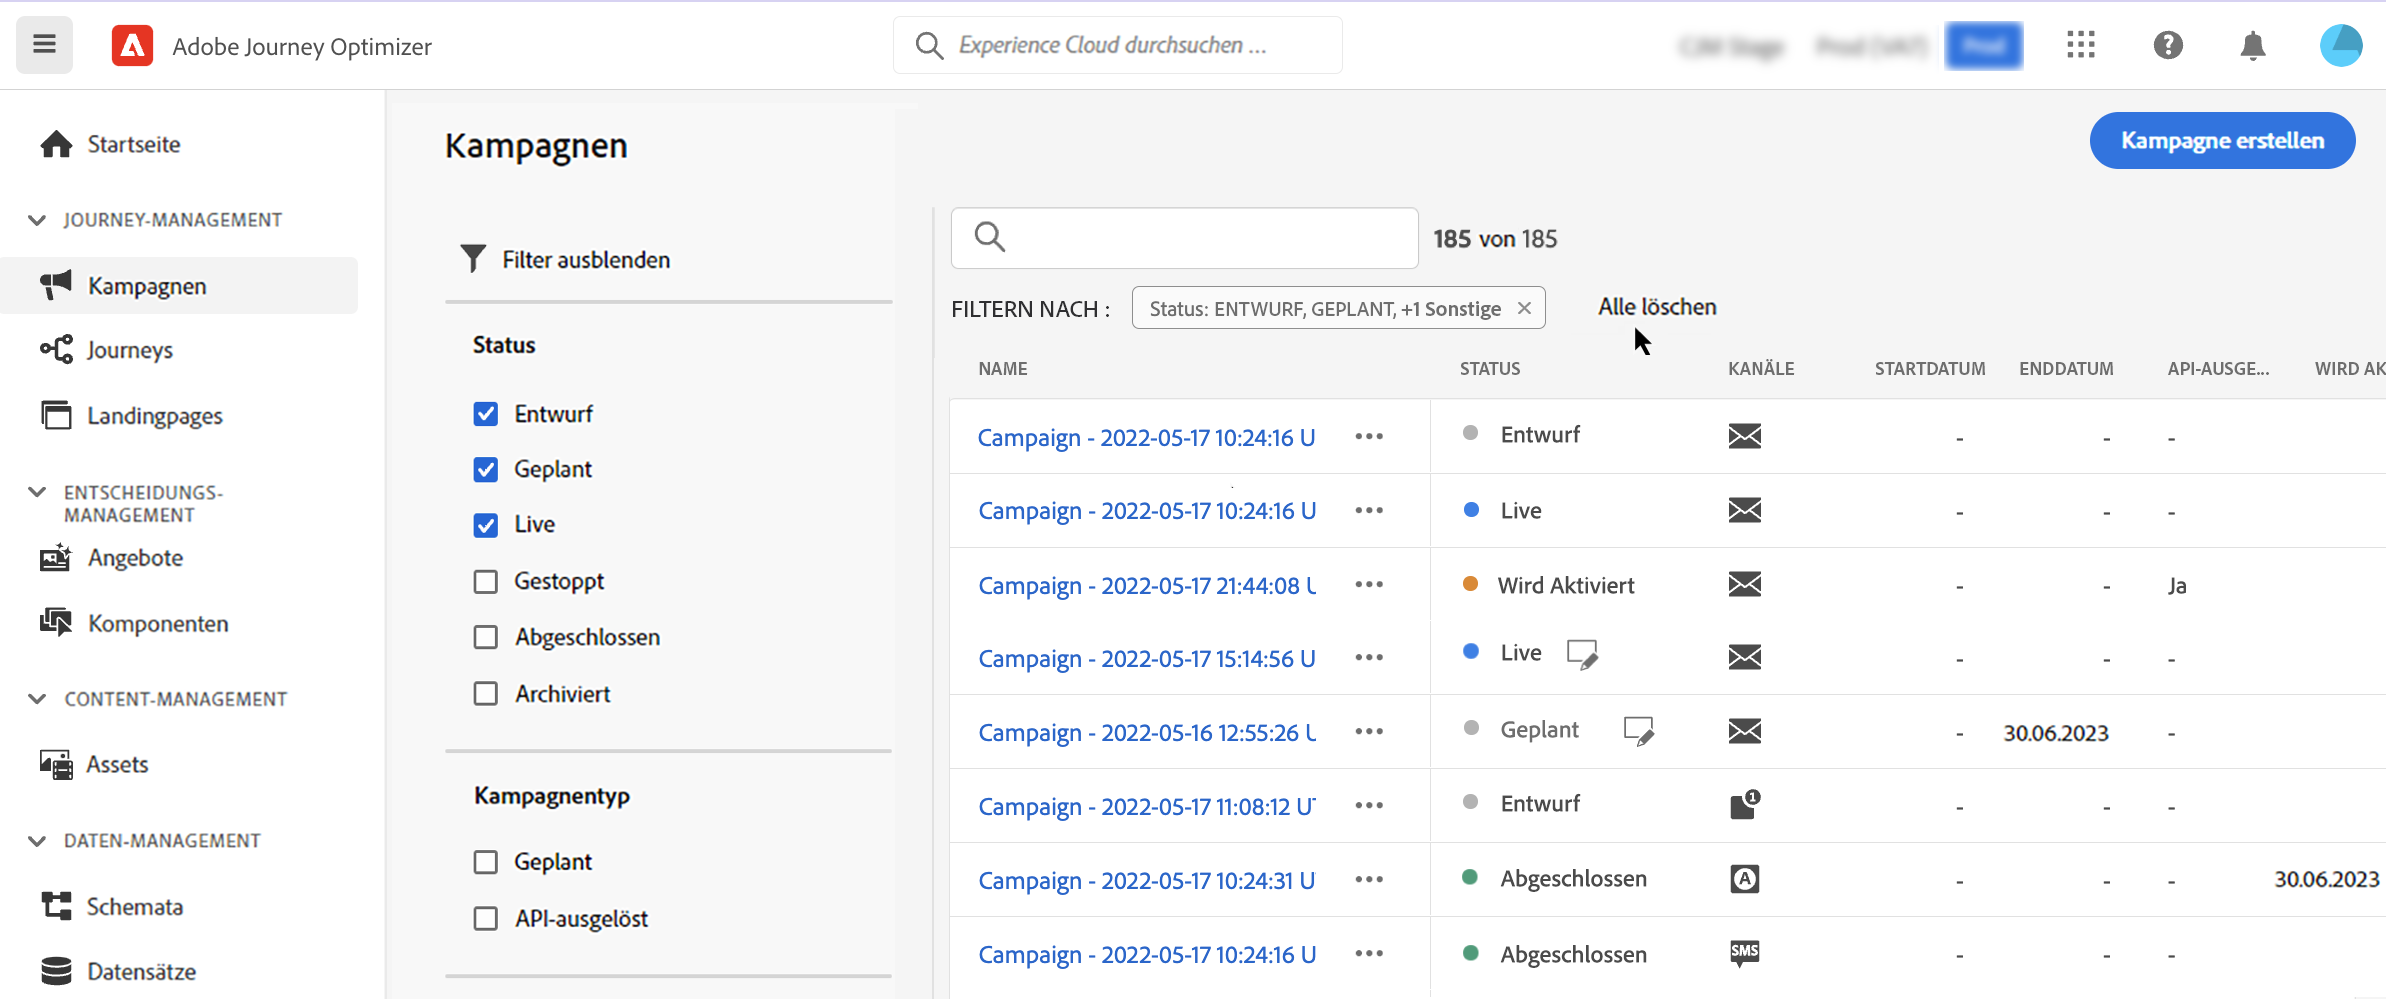 Adobe Journey Optimizer
Experience Cloud durchsuchen ...
Prod
Startseite
JOURNEY-MANAGEMENT
Kampagnen
Journeys
Landingpages
ENTSCHEIDUNGS-
MANAGEMENT
Angebote
Komponenten
CONTENT-MANAGEMENT
Assets
DATEN-MANAGEMENT
Schemata
Datensätze
Kampagnen
Filter ausblenden
Status
Entwurf
Geplant
Live
Gestoppt
Abgeschlossen
Archiviert
Kampagnentyp
Geplant
API-ausgelöst
Kampagne erstellen
185 von 185
FILTERN NACH : Status: ENTWURF, GEPLANT, +1 Sonstige Alle löschen
NAME STATUS KANÄLE STARTDATUM ENDDATUM API-AUSGE... WIRD AK
Campaign - 2022-05-17 10:24:16 U Entwurf - - -
Campaign - 2022-05-17 10:24:16 U Live - - -
Campaign - 2022-05-17 21:44:08 U Wird Aktiviert - - Ja
Campaign - 2022-05-17 15:14:56 U Live - - -
Campaign - 2022-05-16 12:55:26 U Geplant - 30.06.2023 -
Campaign - 2022-05-17 11:08:12 UT Entwurf 1 - - -
Campaign - 2022-05-17 10:24:31 U Abgeschlossen A - - - 30.06.2023
Campaign - 2022-05-17 10:24:16 U Abgeschlossen SMS - - -